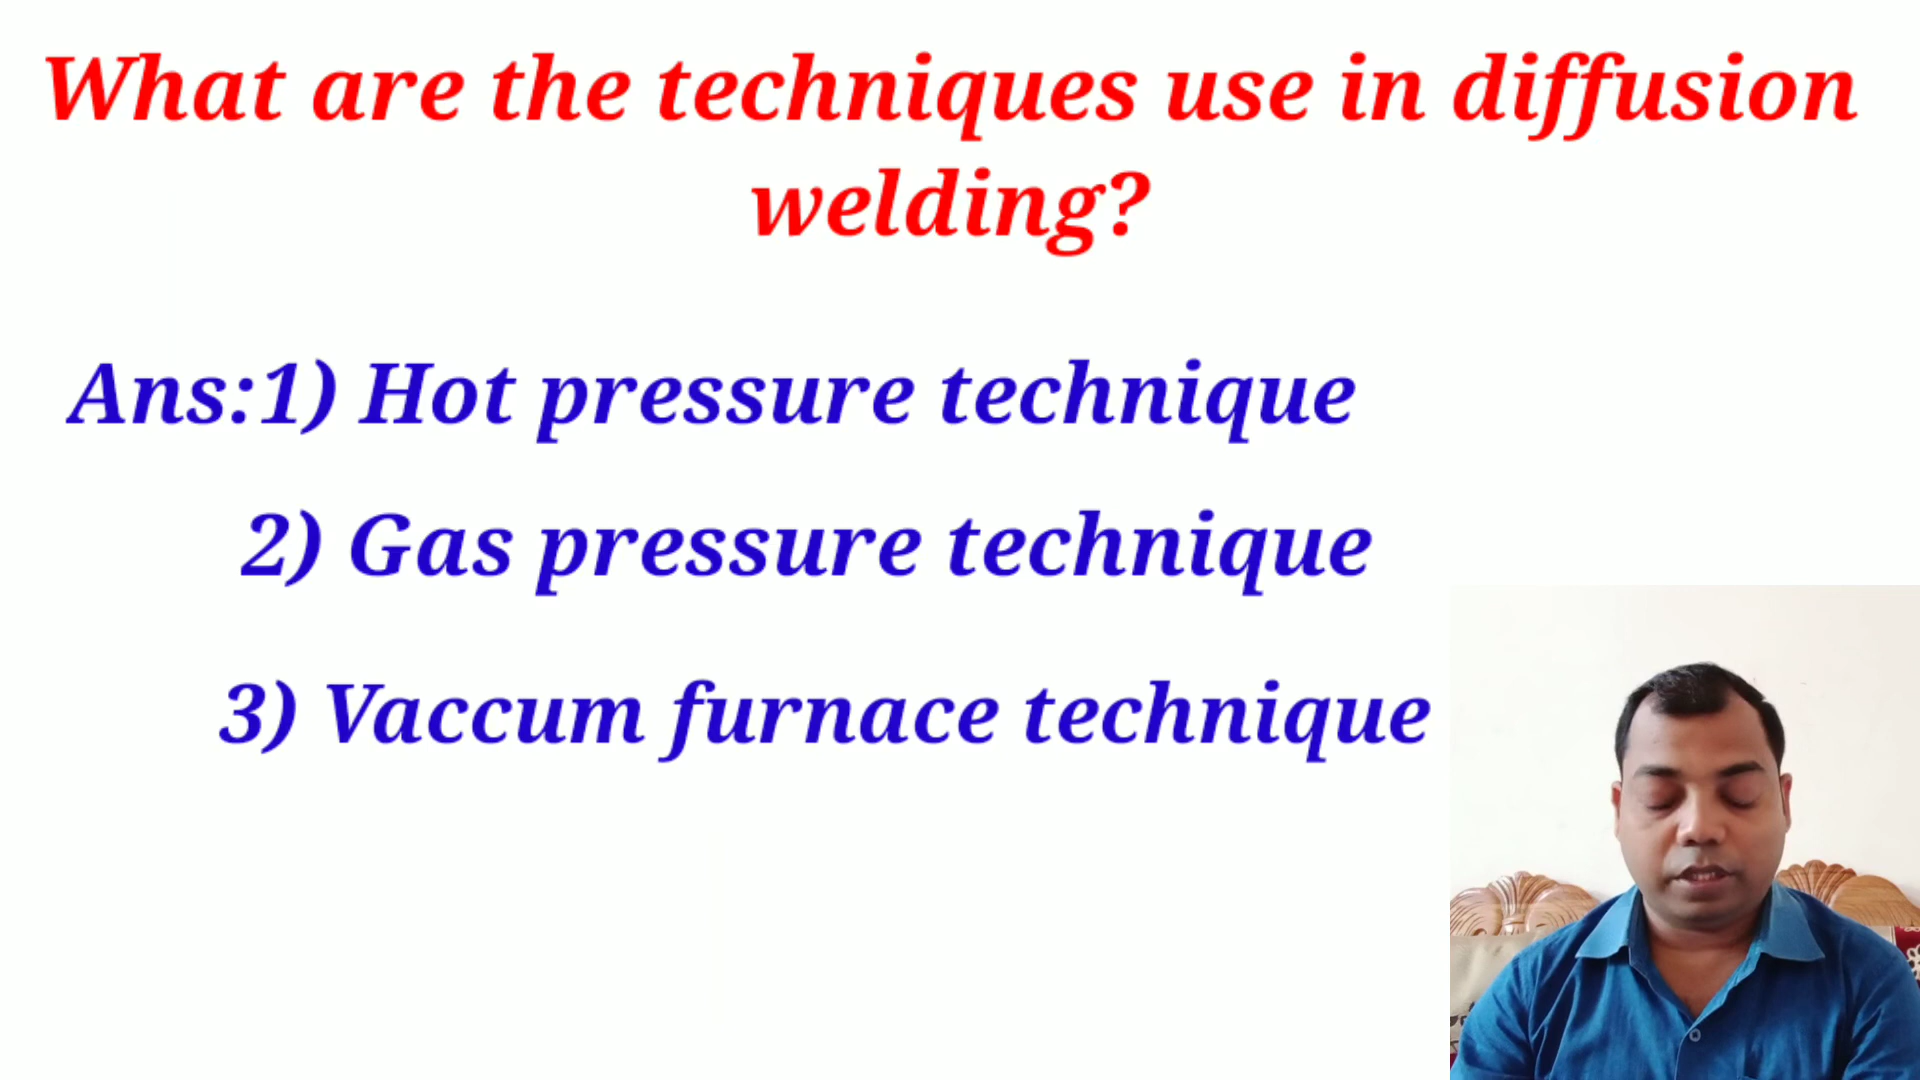 What are the techniques use in diffusion
welding?
Ans:1) Hot pressure technique
2) Gas pressure technique
3) Vaccum furnace technique